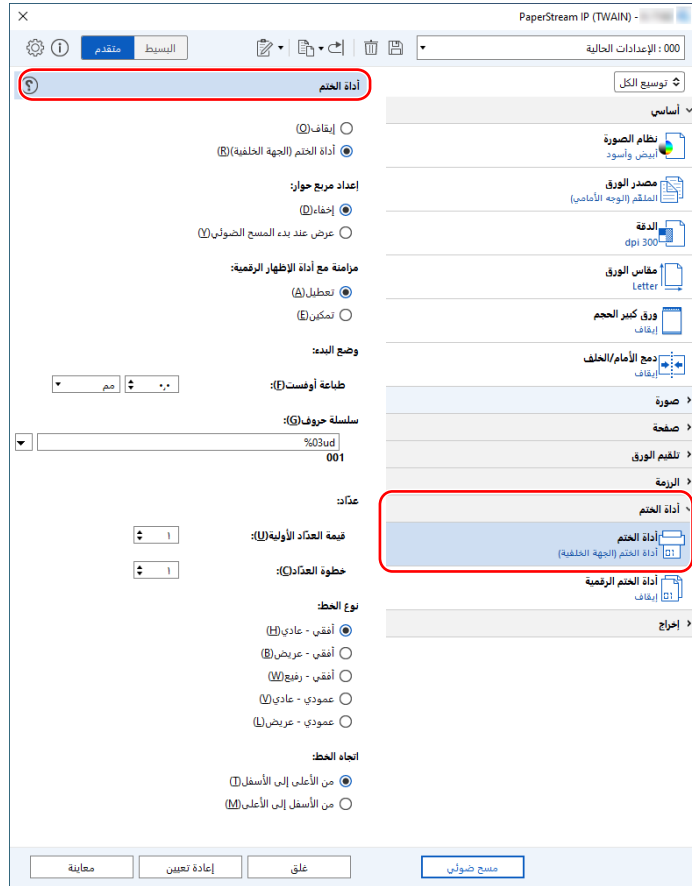 PaperStream IP (TWAIN) -
000 : الإعدادات الحالية
البسيط
متقدم
توسيع الكل
أساسي
نظام الصورة
أبيض وأسود
مصدر الورق
الملقّم (الوجه الأمامي)
الدقة
300 dpi
مقاس الورق
Letter
ورق كبير الحجم
إيقاف
دمج الأمام/الخلف
إيقاف
صورة
صفحة
تلقيم الورق
الرزمة
أداة الختم
أداة الختم
أداة الختم (الجهة الخلفية)
أداة الختم الرقمية
إيقاف
إخراج
أداة الختم
إيقاف(O)
أداة الختم (الجهة الخلفية)(R)
إعداد مربع حوار:
إخفاء(D)
عرض عند بدء المسح الضوئي(Y)
مزامنة مع أداة الإظهار الرقمية:
تعطيل(A)
تمكين(E)
وضع البدء:
طباعة أوفست(F):
٠,٠
مم
سلسلة حروف(G):
%03ud
001
عدّاد:
قيمة العدّاد الأولية(U):
١
خطوة العدّاد(C):
١
نوع الخط:
أفقي - عادي(H)
أفقي - عريض(B)
أفقي - رفيع(W)
عمودي - عادي(V)
عمودي - عريض(L)
اتجاه الخط:
من الأعلى إلى الأسفل(T)
من الأسفل إلى الأعلى(M)
مسح ضوئي
غلق
إعادة تعيين
معاينة